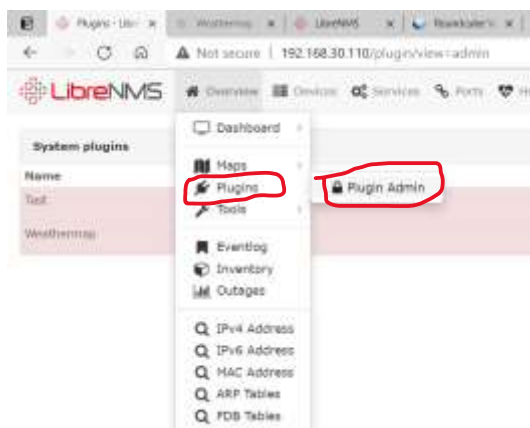 Plugins - Libr
Weathermap
LibreNMS
Not secure
192.168.30.110/plugin/view=admin
LibreNMS
Overview
Devices
Services
Ports
Dashboard
System plugins
Maps
Name
Plugins
Plugin Admin
Test
Tools
Weathermap
Eventlog
Inventory
Outages
IPv4 Address
IPv6 Address
MAC Address
ARP Tables
FDB Tables